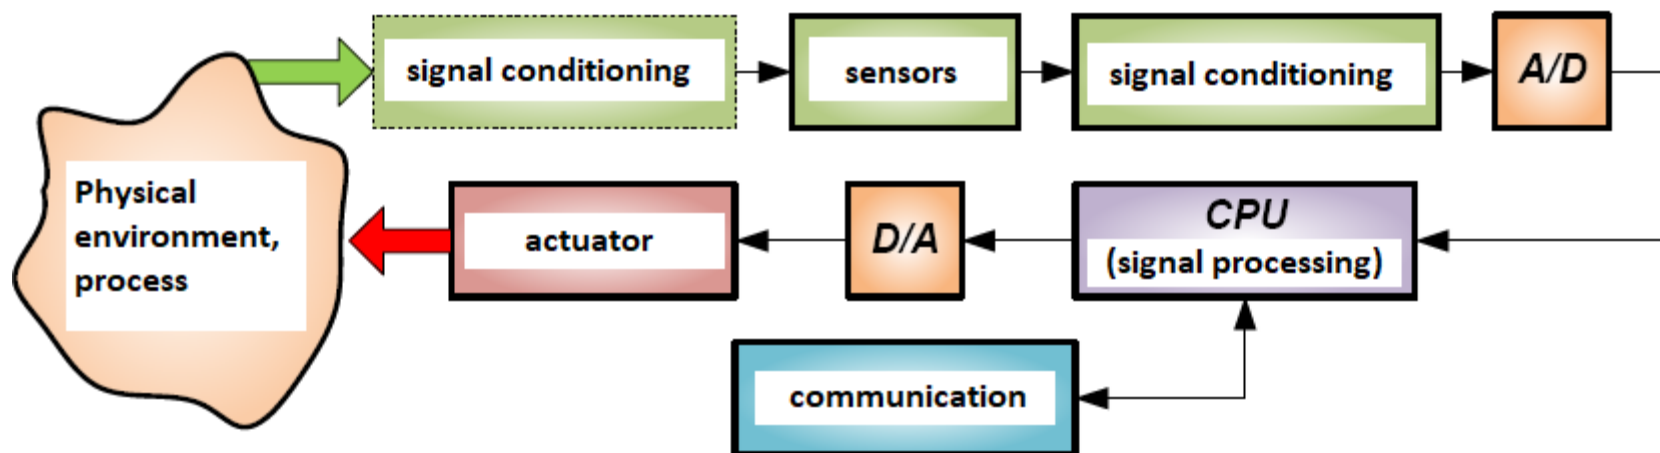 signal conditioning
sensors
signal conditioning
A/D
Physical
environment,
process
actuator
D/A
CPU
(signal processing)
communication